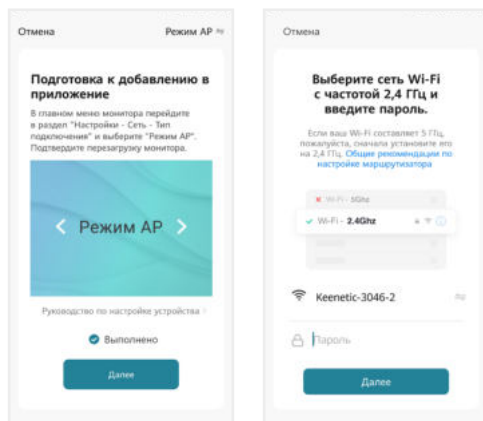 Отмена
Режим AP
Подготовка к добавлению в
приложение
В главном меню монитора перейдите
в раздел "Настройки - Сеть - Тип
подключения" и выберите "Режим AP".
Подтвердите перезагрузку монитора.
Режим AP
Руководство по настройке устройства
Выполнено
Далее
Отмена
Выберите сеть Wi-Fi
с частотой 2,4 ГГц и
введите пароль.
Если ваш Wi-Fi составляет 5 ГГц,
пожалуйста, сначала установите его
на 2,4 ГГц. Общие рекомендации по
настройке маршрутизатора
Wi-Fi - 5Ghz
Wi-Fi - 2.4Ghz
Keenetic-3046-2
Пароль
Далее